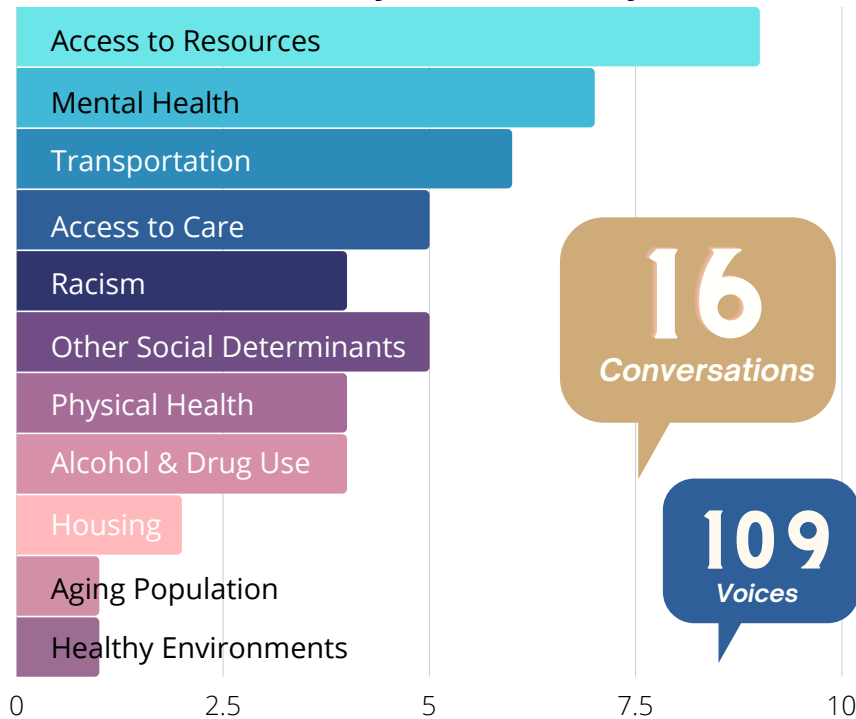 Access to Resources
Mental Health
Transportation
Access to Care
Racism
Other Social Determinants
Physical Health
Alcohol & Drug Use
Housing
Aging Population
Healthy Environments
16
Conversations
109
Voices
0 2.5 5 7.5 10